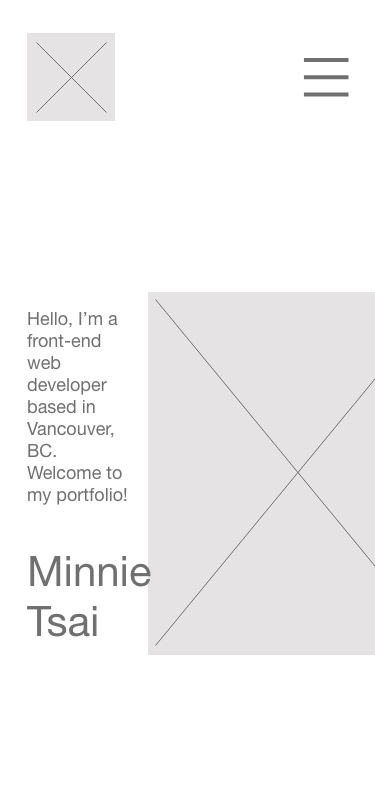 Hello, I’m a
front-end
web
developer
based in
Vancouver,
BC.
Welcome to
my portfolio!
Minnie
Tsai